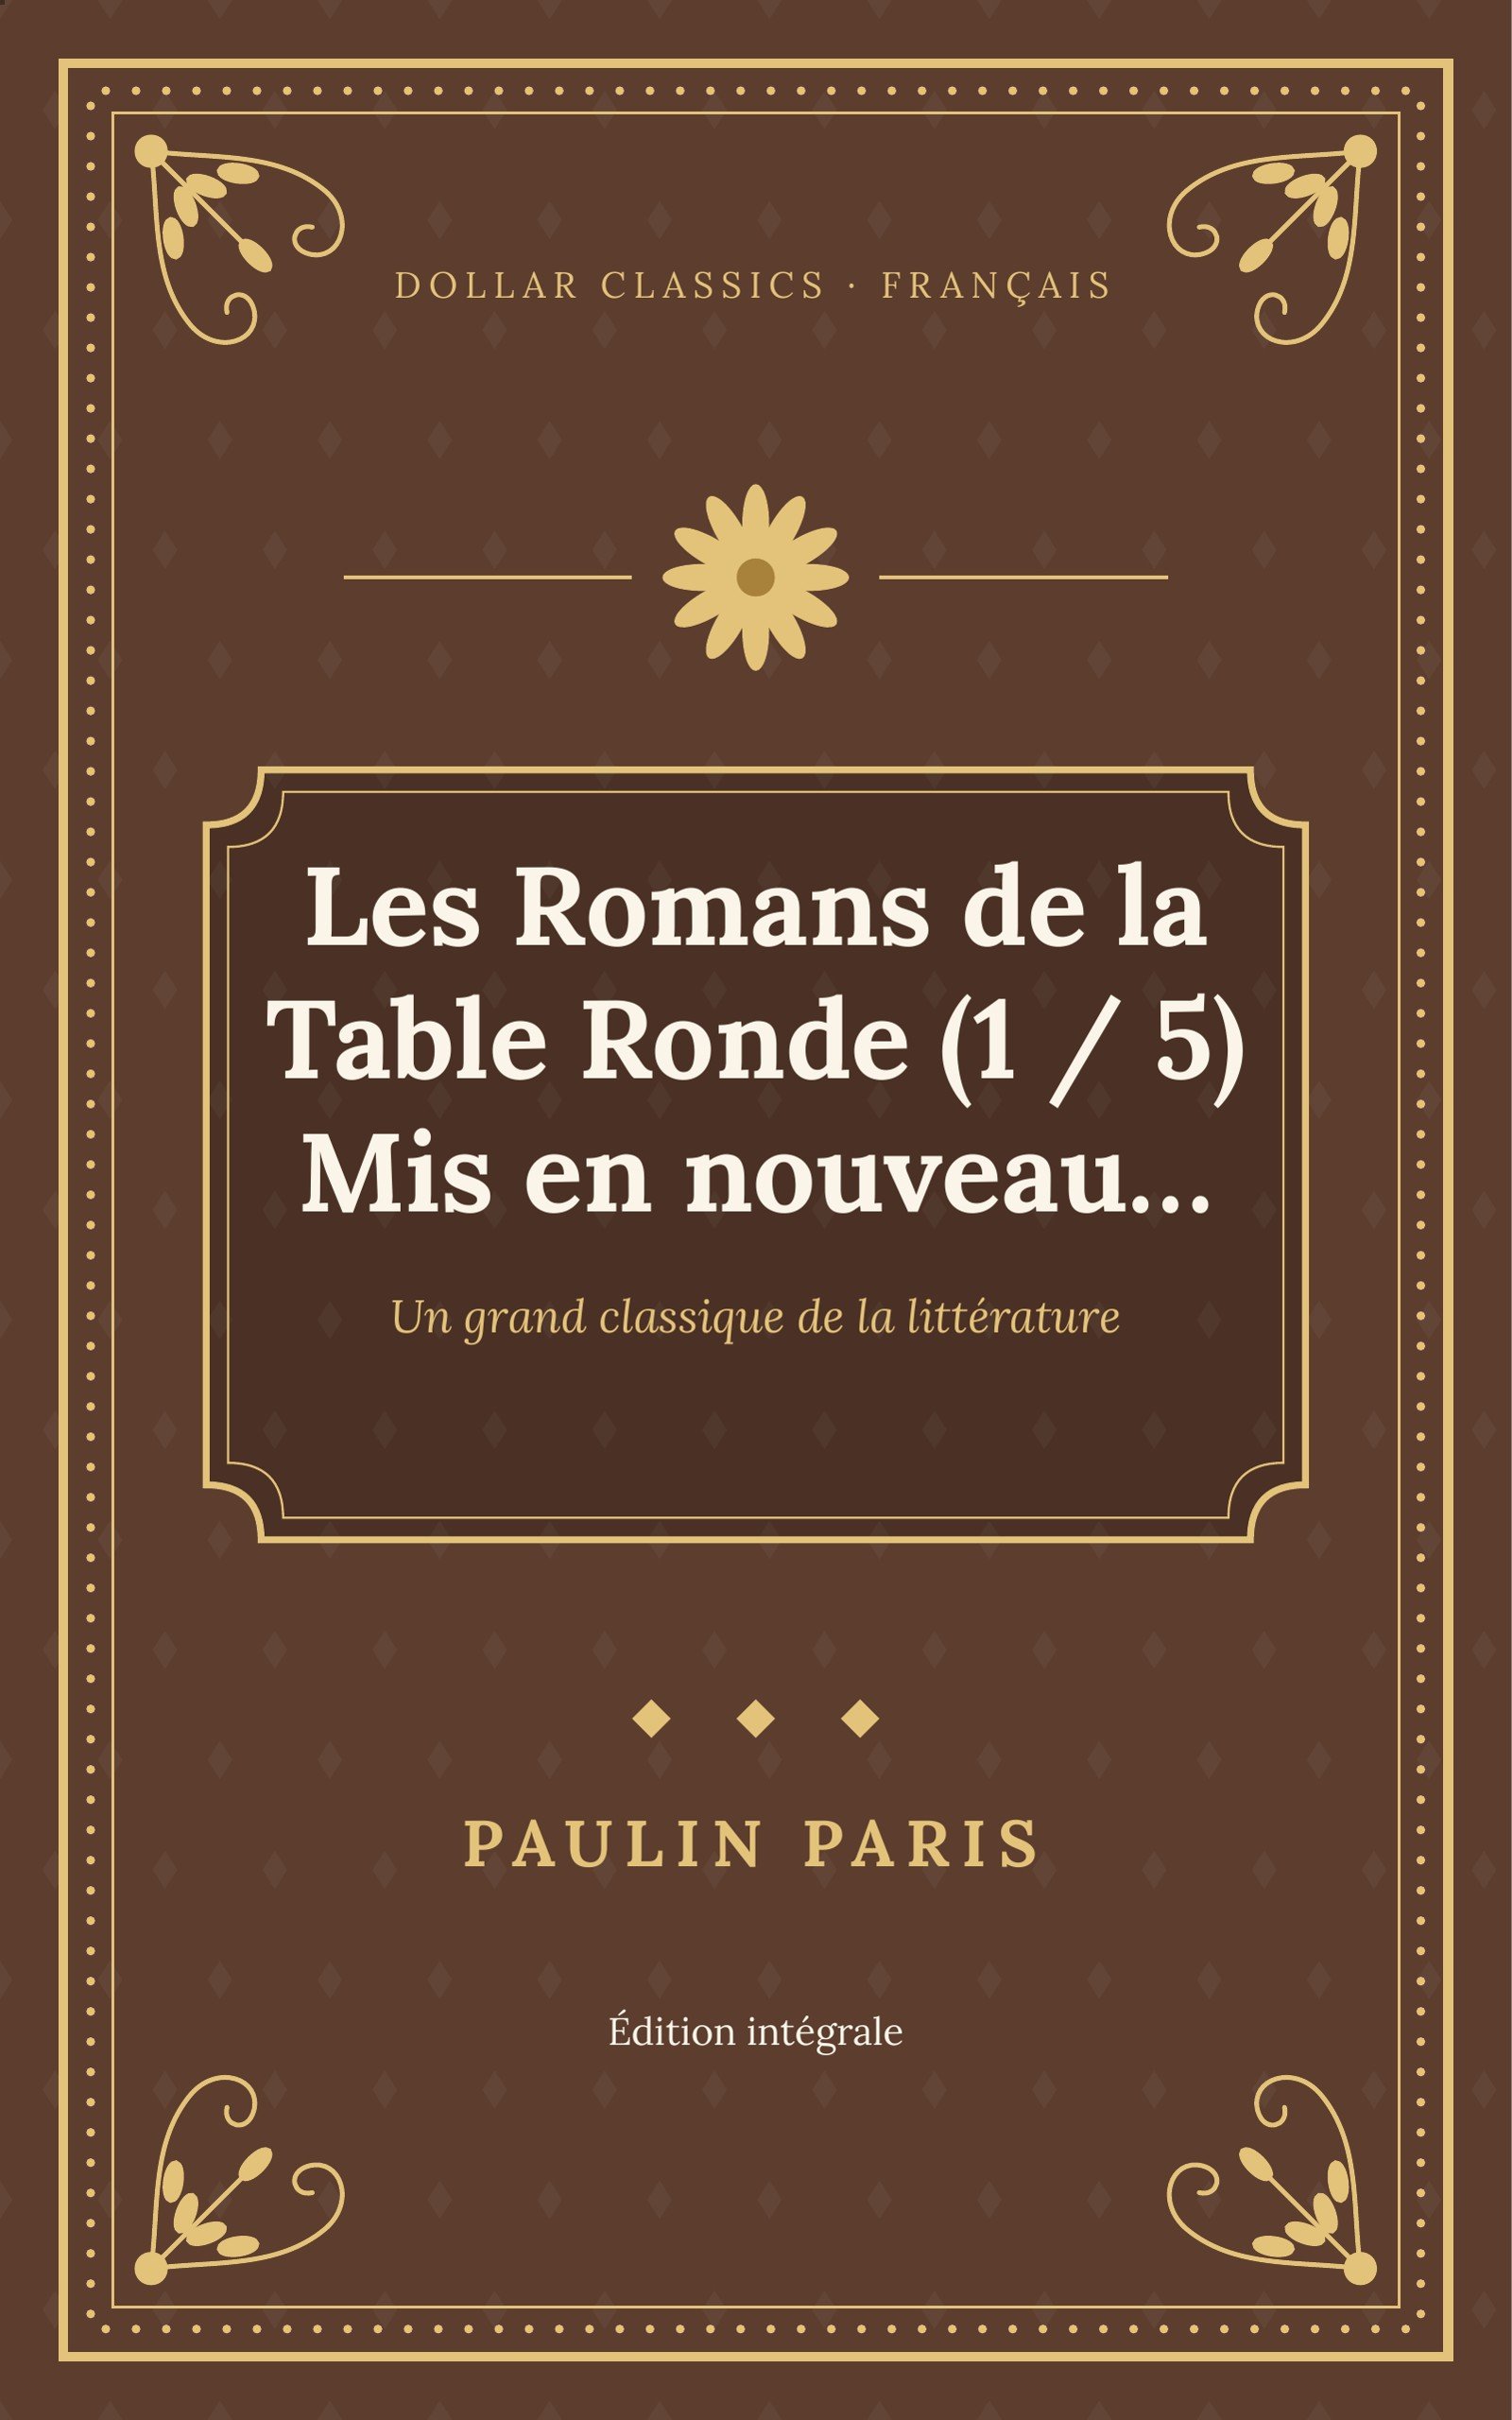 DOLLAR CLASSICS · FRANÇAIS
Les Romans de la
Table Ronde (1 / 5)
Mis en nouveau...
Un grand classique de la littérature
PAULIN PARIS
Édition intégrale